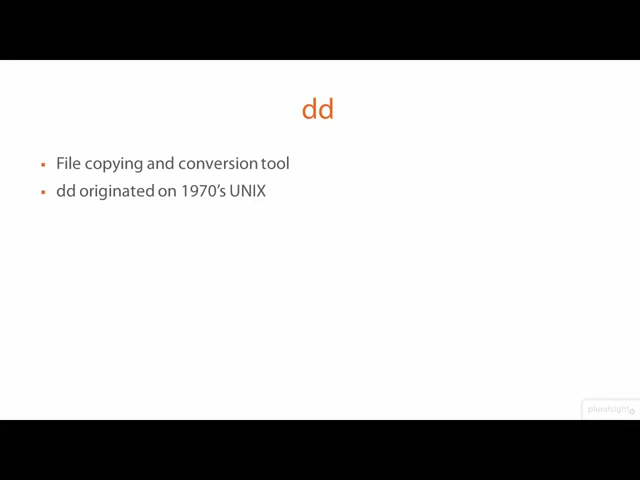 dd
▪ File copying and conversion tool
▪ dd originated on 1970's UNIX
pluralsight